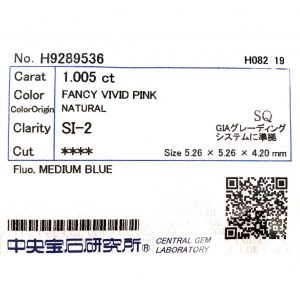 No. H9289536 H082 19
Carat 1.005 ct
Color FANCY VIVID PINK
ColorOrigin NATURAL
Clarity SI-2 SQ
GIAグレーディング
システムに準拠
Cut ****
Size 5.26 × 5.26 × 4.20 mm
Fluo. MEDIUM BLUE
中央宝石研究所® CENTRAL GEM
LABORATORY